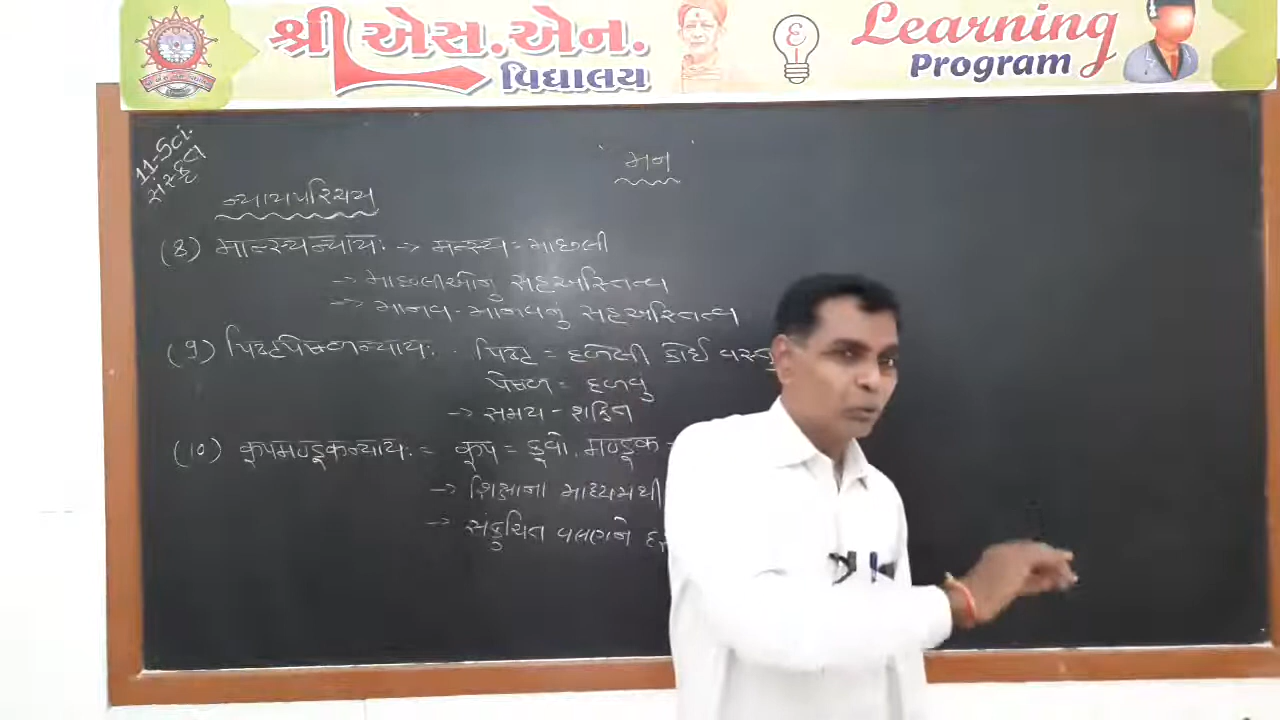 શ્રી એસ.એન.
વિદ્યાલય
Learning
Program
11-Sci.
સંસ્કૃત
' મન '
ન્યાયપરિચય
(8) માત્સ્યન્યાયઃ → મત્સ્ય = માછલી
→ માછલીઓનુ સહઅસ્તિત્વ
→ માનવ-માનવનું સહઅસ્તિત્વ
(9) પિષ્ટપેષણન્યાયઃ . પિષ્ટ = દળેલી કોઈ વસ્તુ
પેષણ = દળવું
→ સમય - શક્તિ
(10) કૂપમણ્ડૂકન્યાયઃ = કૂપ = કૂવો. મણ્ડૂક =
→ શિક્ષાના માધ્યમથી
→ સંકુચિત વલણને